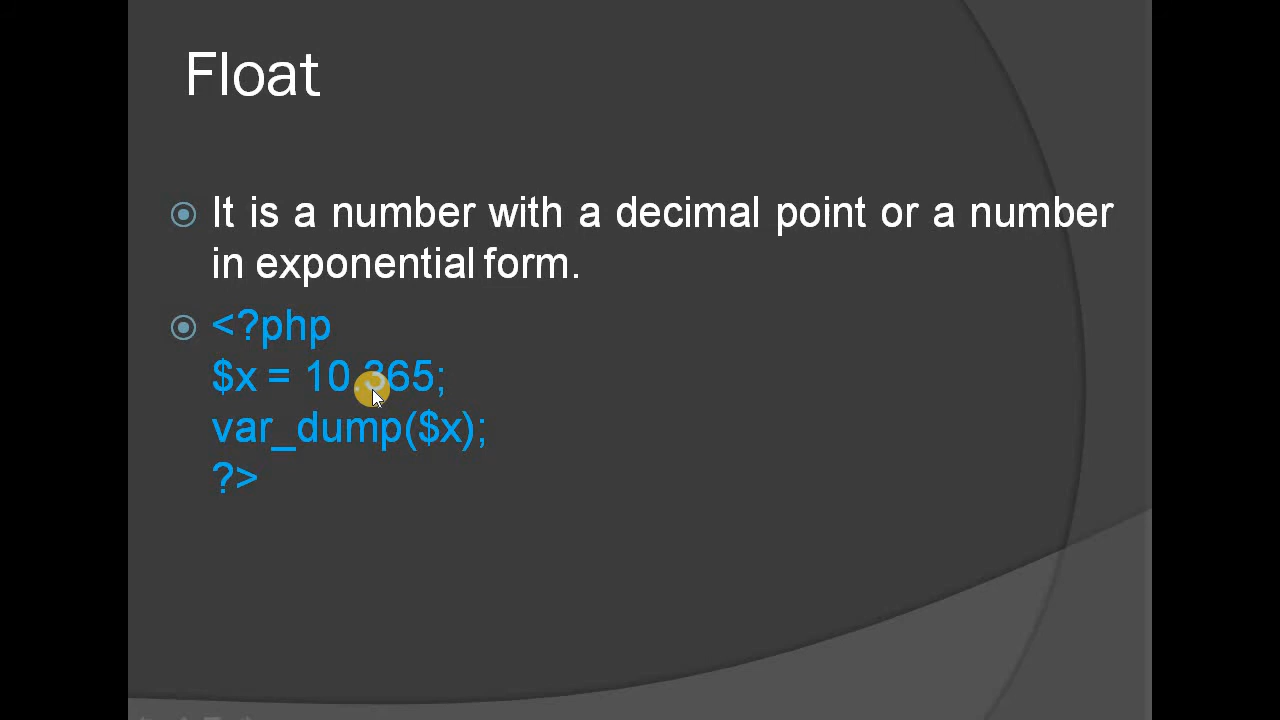 Float
It is a number with a decimal point or a number
in exponential form.
<?php
$x = 10.365;
var_dump($x);
?>